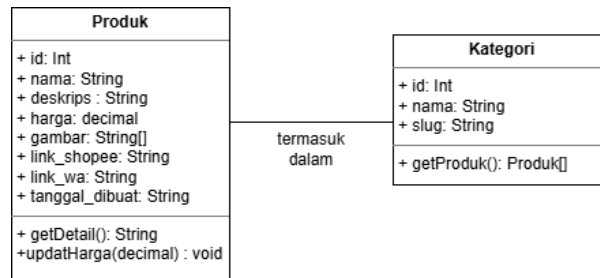 Produk
+ id: Int
+ nama: String
+ deskrips : String
+ harga: decimal
+ gambar: String[]
+ link_shopee: String
+ link_wa: String
+ tanggal_dibuat: String
+ getDetail(): String
+updatHarga(decimal) : void
termasuk
dalam
Kategori
+ id: Int
+ nama: String
+ slug: String
+ getProduk(): Produk[]